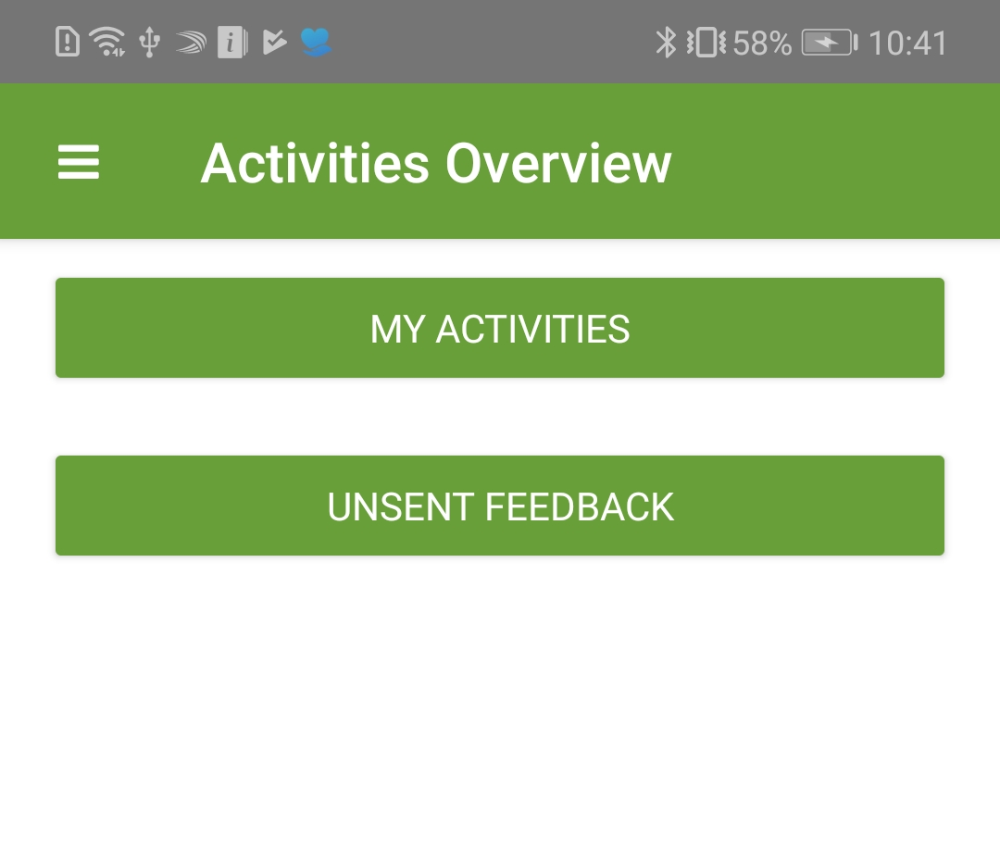 58% 10:41
Activities Overview
MY ACTIVITIES
UNSENT FEEDBACK